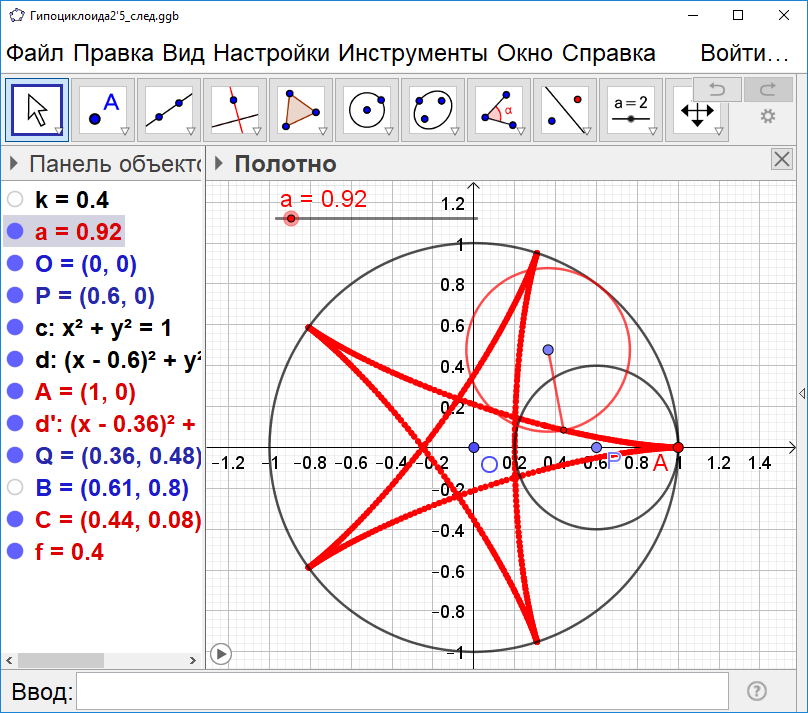 Гипоциклоида2'5_след.ggb
Файл Правка Вид Настройки Инструменты Окно Справка Войти…
A α a=2
Панель объекто
Полотно
k = 0.4
a = 0.92
O = (0, 0)
P = (0.6, 0)
c: x² + y² = 1
d: (x - 0.6)² + y²
A = (1, 0)
d': (x - 0.36)² +
Q = (0.36, 0.48)
B = (0.61, 0.8)
C = (0.44, 0.08)
f = 0.4
a = 0.92
1.2
1
0.8
0.6
0.4
0.2
−1.2 −1 −0.8 −0.6 −0.4 −0.2 O 0.2 0.4 0.6 P 0.8 A 1 1.2 1.4
−0.2
−0.4
−0.6
−0.8
−1
Ввод:
?